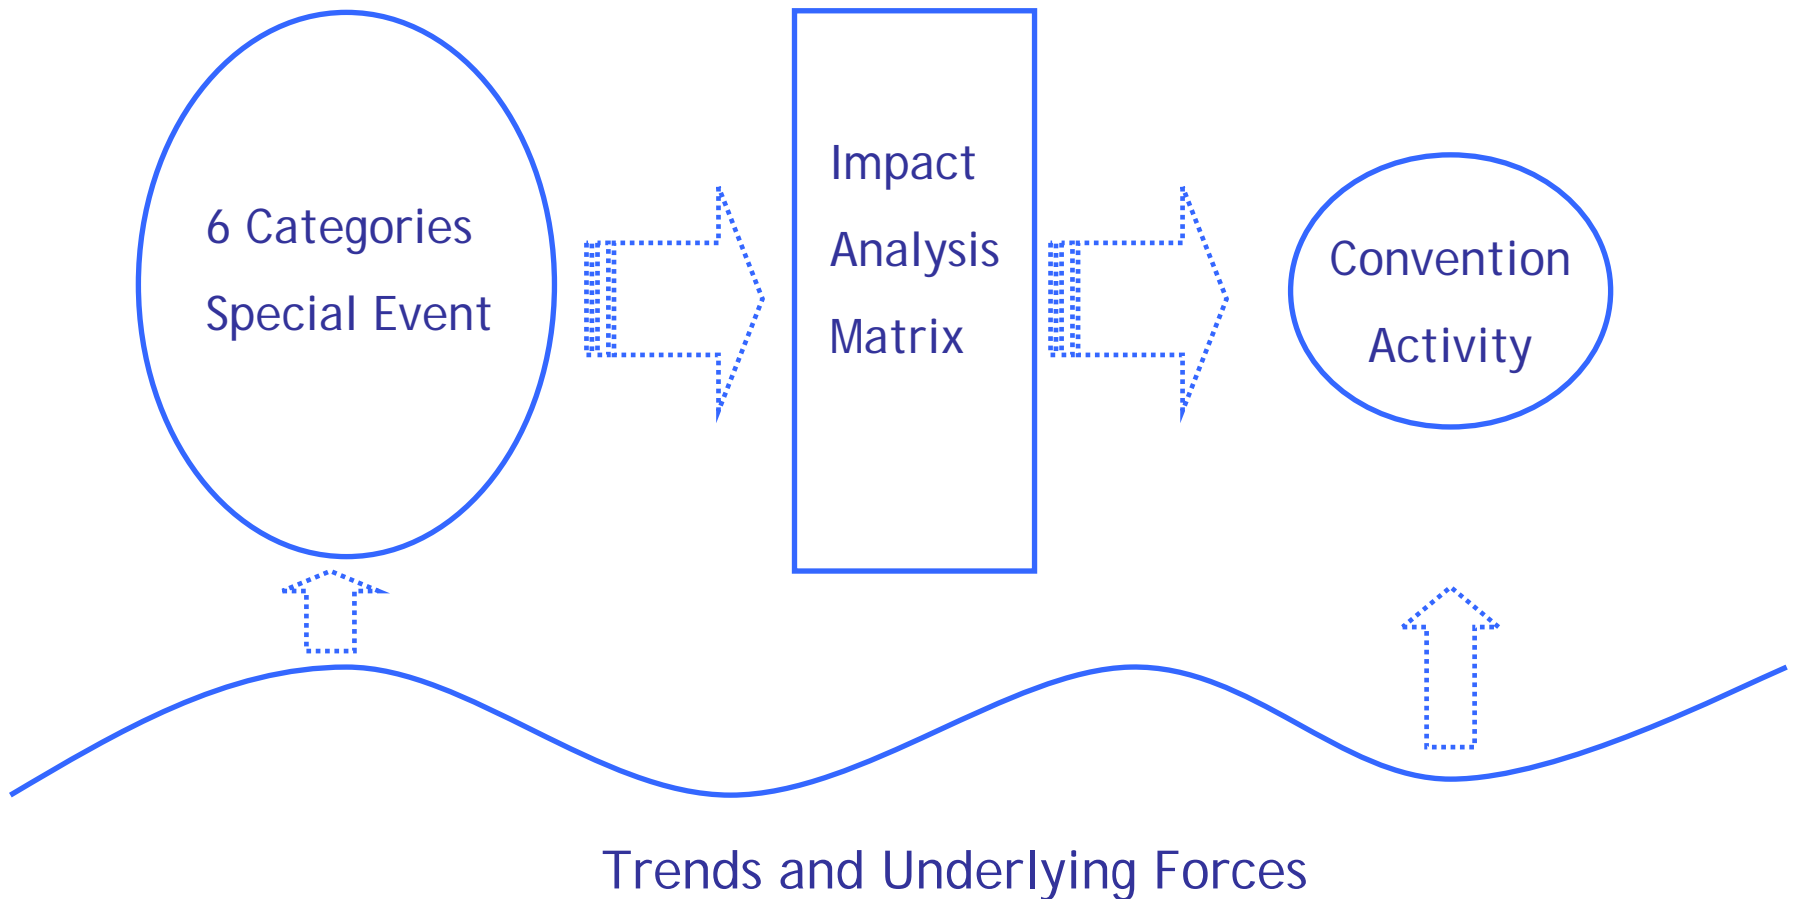 6 Categories
Special Event
Impact
Analysis
Matrix
Convention
Activity
Trends and Underlying Forces